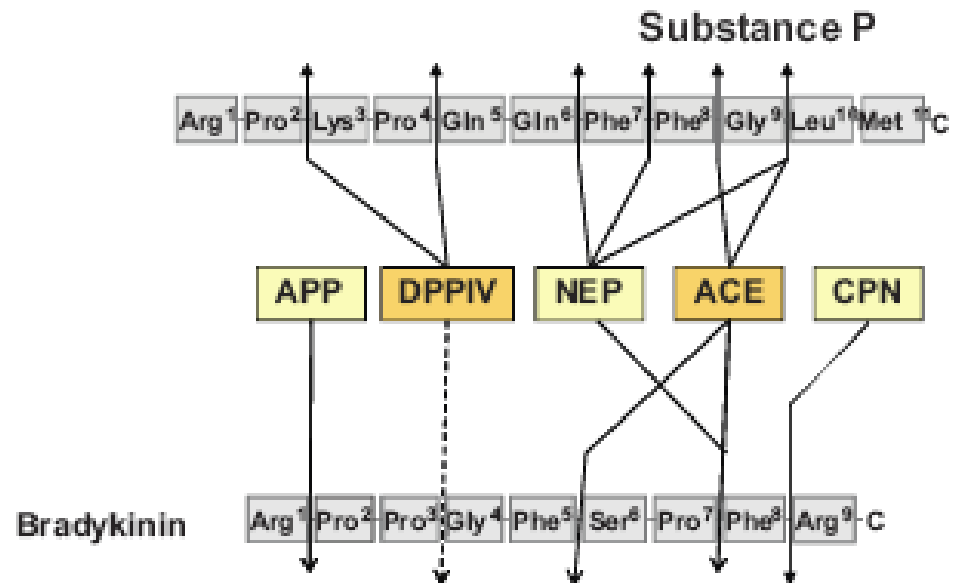 Substance P
Arg¹ Pro² Lys³ Pro⁴ Gln⁵ Gln⁶ Phe⁷ Phe⁸ Gly⁹ Leu¹⁰ Met¹¹ C
APP DPPIV NEP ACE CPN
Bradykinin Arg¹ Pro² Pro³ Gly⁴ Phe⁵ Ser⁶ Pro⁷ Phe⁸ Arg⁹ C